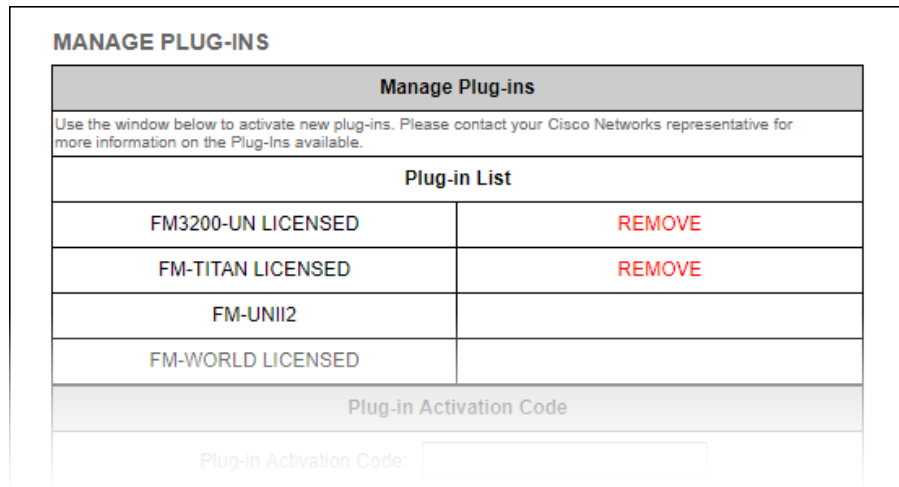 MANAGE PLUG-INS
Manage Plug-ins
Use the window below to activate new plug-ins. Please contact your Cisco Networks representative for
more information on the Plug-Ins available.
Plug-in List
FM3200-UN LICENSED REMOVE
FM-TITAN LICENSED REMOVE
FM-UNII2
FM-WORLD LICENSED
Plug-in Activation Code
Plug-in Activation Code: